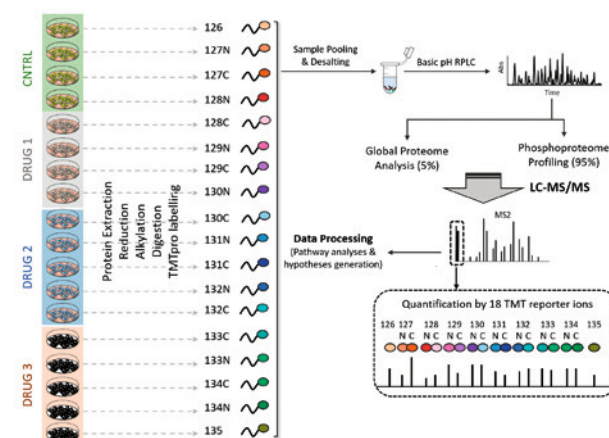 CNTRL
DRUG 1
DRUG 2
DRUG 3
Protein Extraction
Reduction
Alkylation
Digestion
TMTpro labelling
126
127N
127C
128N
128C
129N
129C
130N
130C
131N
131C
132N
132C
133C
133N
134C
134N
135
Sample Pooling
& Desalting
Basic pH RPLC
Abs
Time
Global Proteome
Analysis (5%)
Phosphoproteome
Profiling (95%)
LC-MS/MS
MS2
Data Processing
(Pathway analyses &
hypotheses generation)
Quantification by 18 TMT reporter ions
126 127 128 129 130 131 132 133 134 135
N C N C N C N C N C N C N C N C